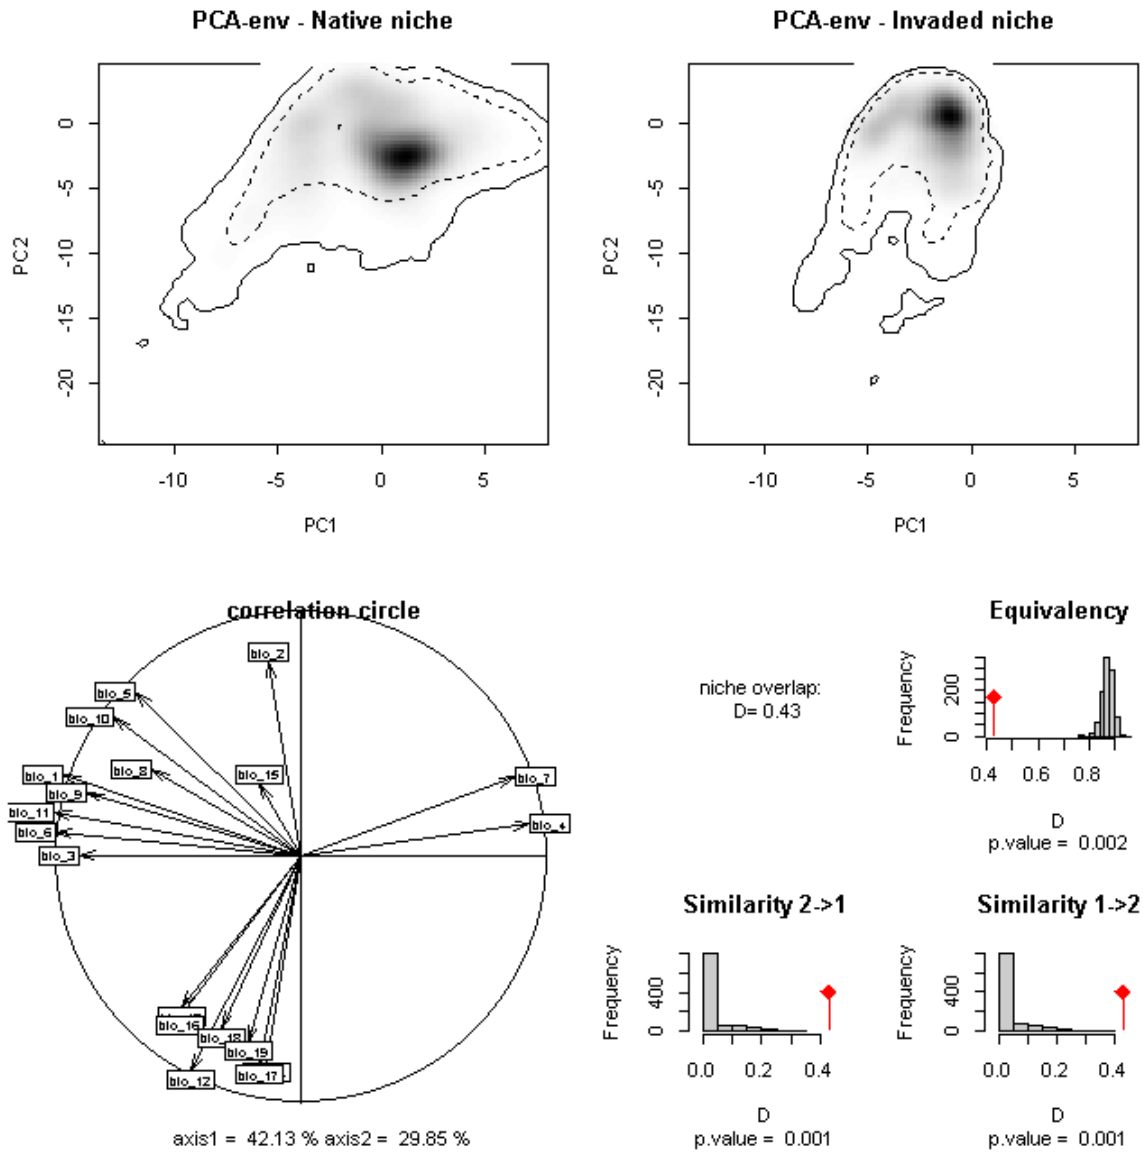 PCA-env - Native niche
PCA-env - Invaded niche
PC2
0
-5
-10
-15
-20
-10
-5
0
5
PC1
PC2
0
-5
-10
-15
-20
-10
-5
0
5
PC1
correlation circle
bio_2
bio_5
bio_10
bio_1
bio_8
bio_15
bio_9
bio_11
bio_6
bio_3
bio_7
bio_4
bio_16
bio_18
bio_19
bio_17
bio_12
axis1 = 42.13 % axis2 = 29.85 %
niche overlap:
D= 0.43
Equivalency
Frequency
200
0
0.4 0.6 0.8
D
p.value = 0.002
Similarity 2->1
Frequency
400
0
0.0 0.2 0.4
D
p.value = 0.001
Similarity 1->2
Frequency
400
0
0.0 0.2 0.4
D
p.value = 0.001